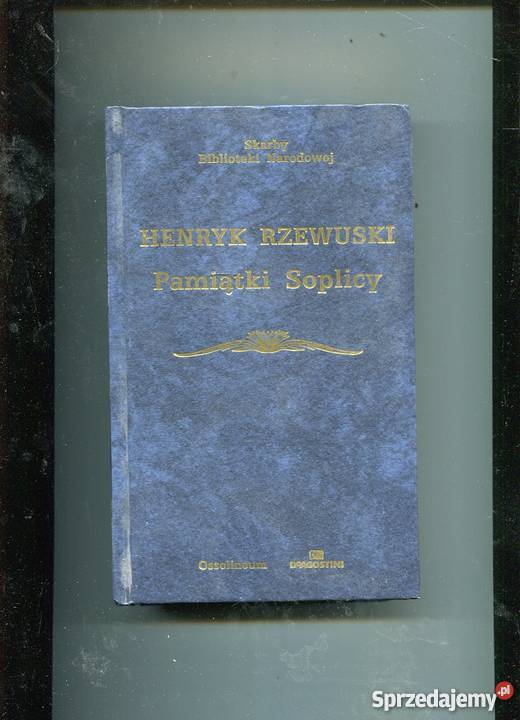 Skarby
Biblioteki Narodowej
HENRYK RZEWUSKI
Pamiątki Soplicy
Ossolineum
DeAGOSTINI
Sprzedajemy.pl